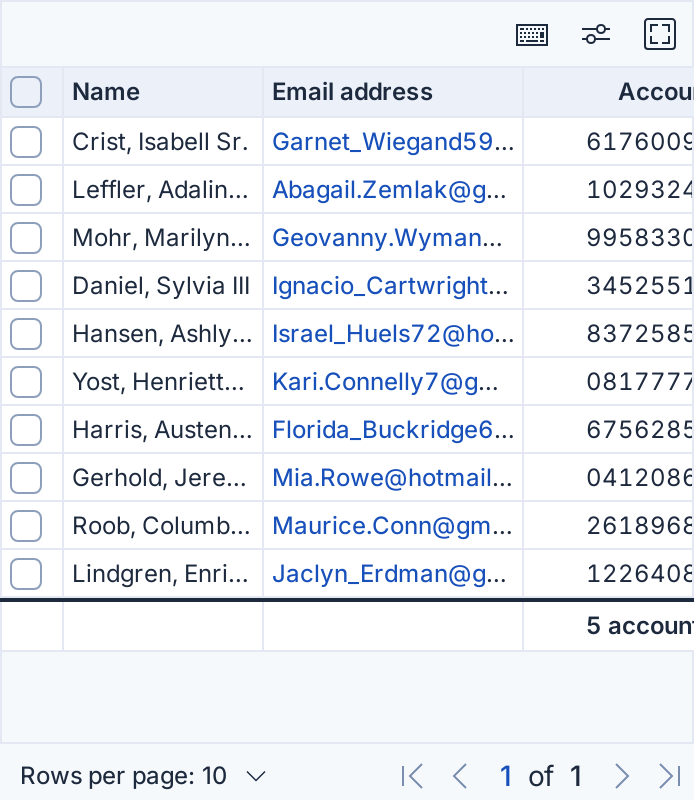 Name Email address Accou
Crist, Isabell Sr. Garnet_Wiegand59... 6176009
Leffler, Adalin... Abagail.Zemlak@g... 1029324
Mohr, Marilyn... Geovanny.Wyman... 9958330
Daniel, Sylvia III Ignacio_Cartwright... 3452551
Hansen, Ashly... Israel_Huels72@ho... 8372585
Yost, Henriett... Kari.Connelly7@g... 0817777
Harris, Austen... Florida_Buckridge6... 6756285
Gerhold, Jere... Mia.Rowe@hotmail... 0412086
Roob, Columb... Maurice.Conn@gm... 2618968
Lindgren, Enri... Jaclyn_Erdman@g... 1226408
5 accoun
Rows per page: 10 1 of 1